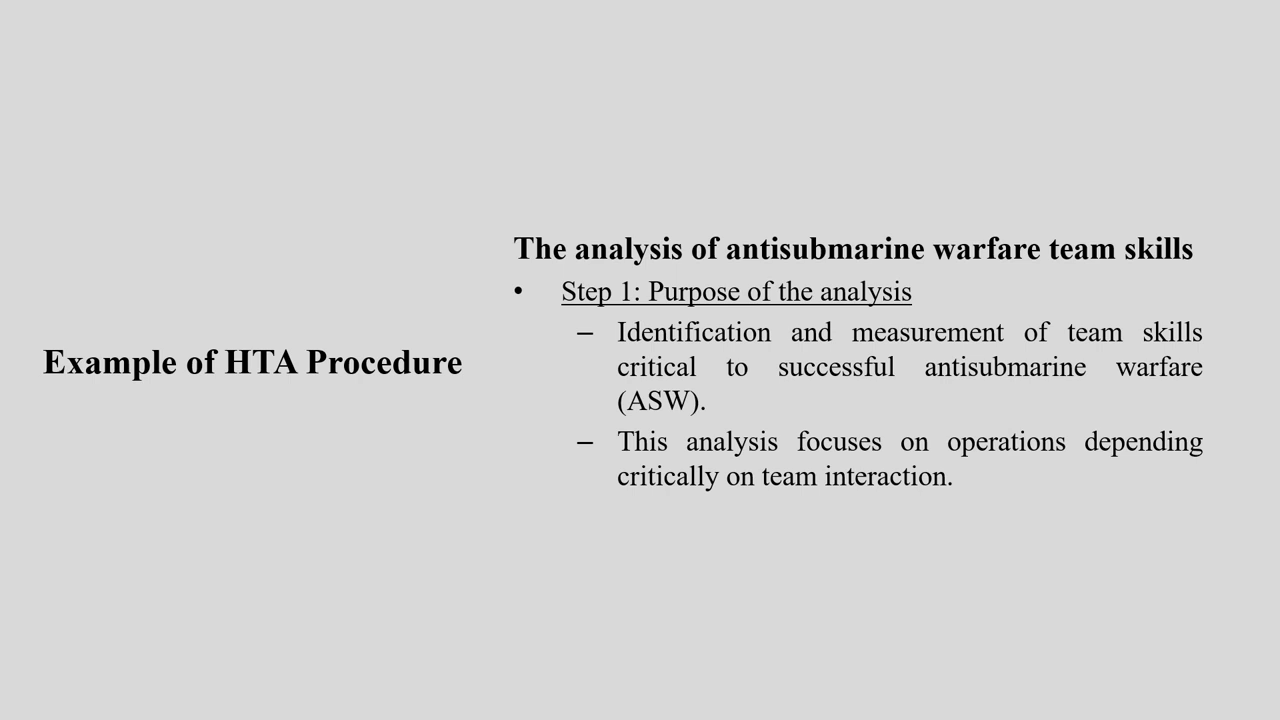 Example of HTA Procedure
The analysis of antisubmarine warfare team skills
• Step 1: Purpose of the analysis
– Identification and measurement of team skills
critical to successful antisubmarine warfare
(ASW).
– This analysis focuses on operations depending
critically on team interaction.